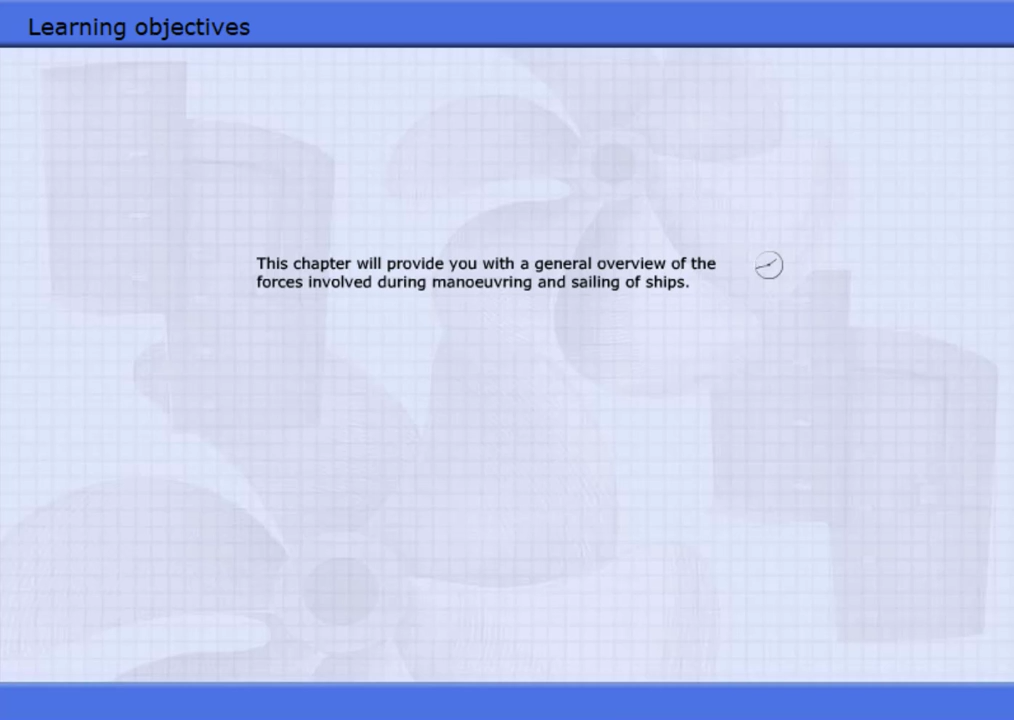 Learning objectives
This chapter will provide you with a general overview of the
forces involved during manoeuvring and sailing of ships.